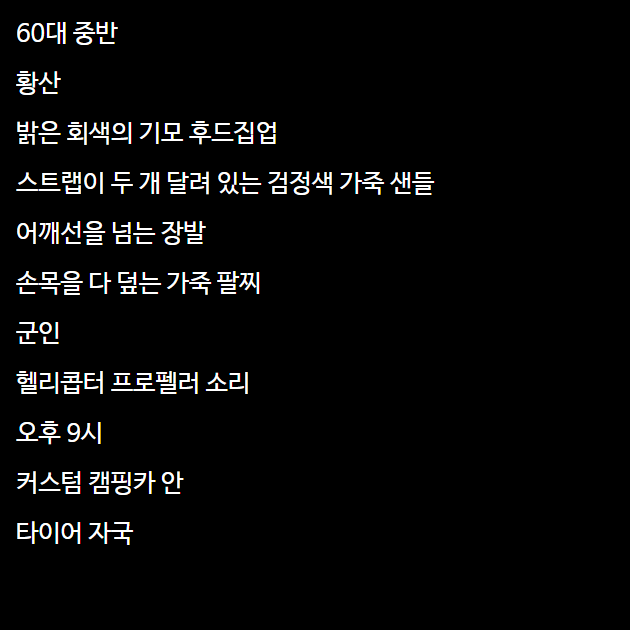 60대 중반
황산
밝은 회색의 기모 후드집업
스트랩이 두 개 달려 있는 검정색 가죽 샌들
어깨선을 넘는 장발
손목을 다 덮는 가죽 팔찌
군인
헬리콥터 프로펠러 소리
오후 9시
커스텀 캠핑카 안
타이어 자국